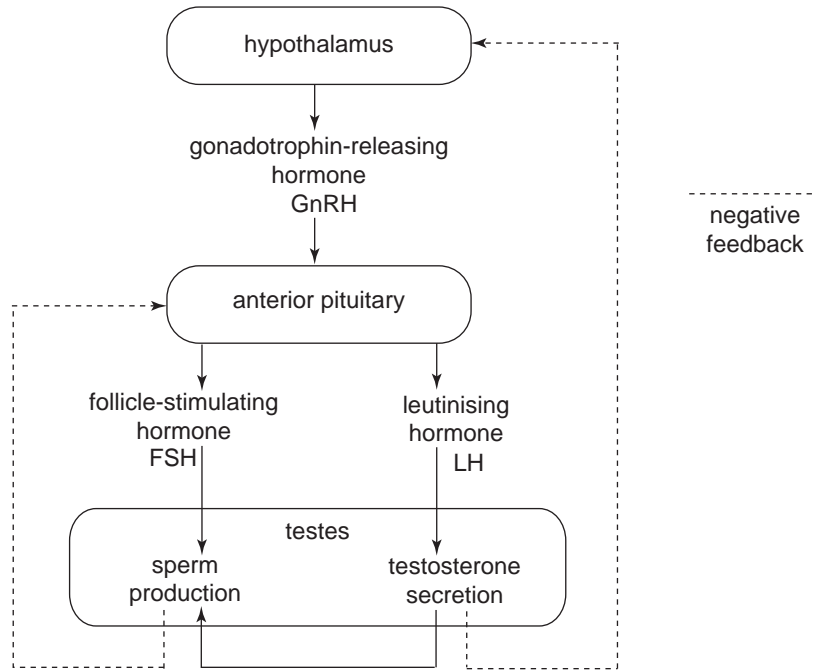 hypothalamus
gonadotrophin-releasing
hormone
GnRH
negative
feedback
anterior pituitary
follicle-stimulating
hormone
FSH
leutinising
hormone
LH
testes
sperm
production
testosterone
secretion